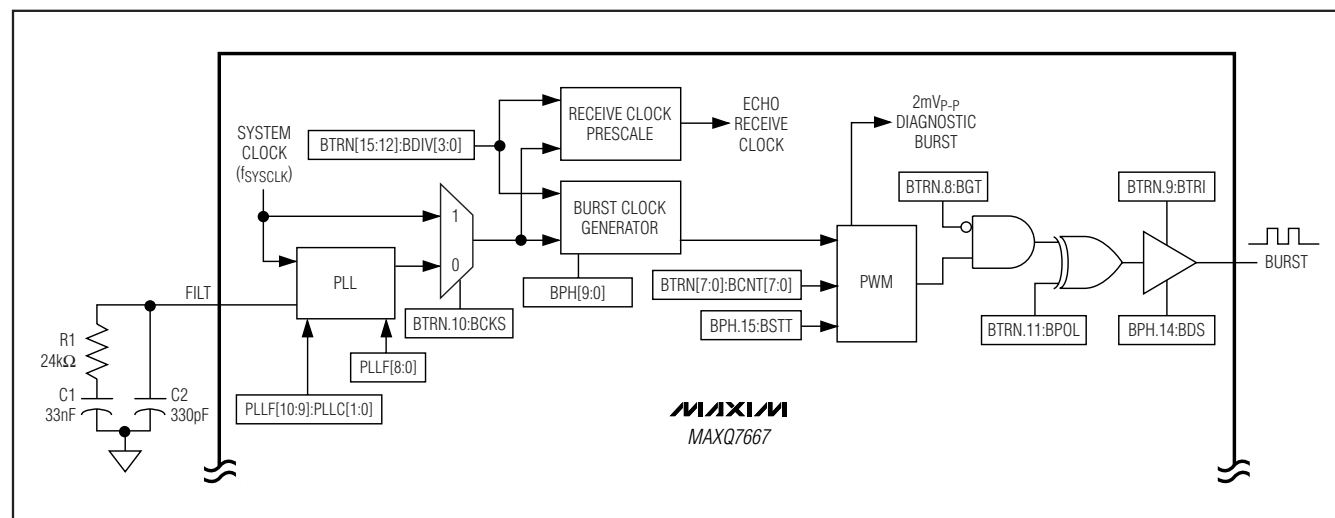 SYSTEM
CLOCK
(fSYSCLK)
BTRN[15:12]:BDIV[3:0]
RECEIVE CLOCK
PRESCALE
ECHO
RECEIVE
CLOCK
2mVP-P
DIAGNOSTIC
BURST
1
0
BURST CLOCK
GENERATOR
BPH[9:0]
PLL
FILT
BTRN.10:BCKS
PLLF[8:0]
PLLF[10:9]:PLLC[1:0]
R1
24kΩ
C1
33nF
C2
330pF
BTRN[7:0]:BCNT[7:0]
BPH.15:BSTT
PWM
BTRN.8:BGT
BTRN.11:BPOL
BTRN.9:BTRI
BPH.14:BDS
BURST
MAXIM
MAXQ7667